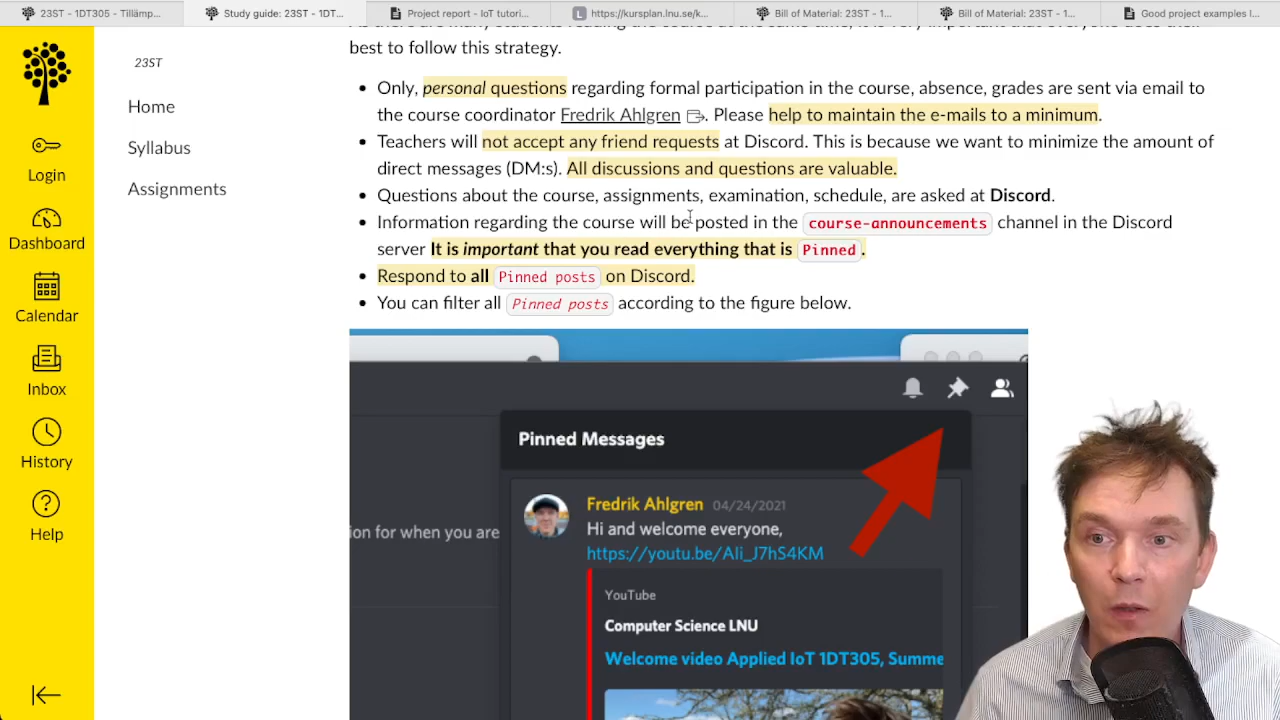 23ST - 1DT305 - Tillämp...
Study guide: 23ST - 1DT...
Project report - IoT tutori...
L
https://kursplan.lnu.se/k...
Bill of Material: 23ST - 1...
Bill of Material: 23ST - 1...
Good project examples I...
best to follow this strategy.
23ST
Home
Syllabus
Assignments
Login
Dashboard
Calendar
Inbox
History
Help
Only, personal questions regarding formal participation in the course, absence, grades are sent via email to
the course coordinator Fredrik Ahlgren. Please help to maintain the e-mails to a minimum.
Teachers will not accept any friend requests at Discord. This is because we want to minimize the amount of
direct messages (DM:s). All discussions and questions are valuable.
Questions about the course, assignments, examination, schedule, are asked at Discord.
Information regarding the course will be posted in the course-announcements channel in the Discord
server It is important that you read everything that is Pinned.
Respond to all Pinned posts on Discord.
You can filter all Pinned posts according to the figure below.
Pinned Messages
Fredrik Ahlgren 04/24/2021
Hi and welcome everyone,
ion for when you are
https://youtu.be/Ali_J7hS4KM
YouTube
Computer Science LNU
Welcome video Applied IoT 1DT305, Summe